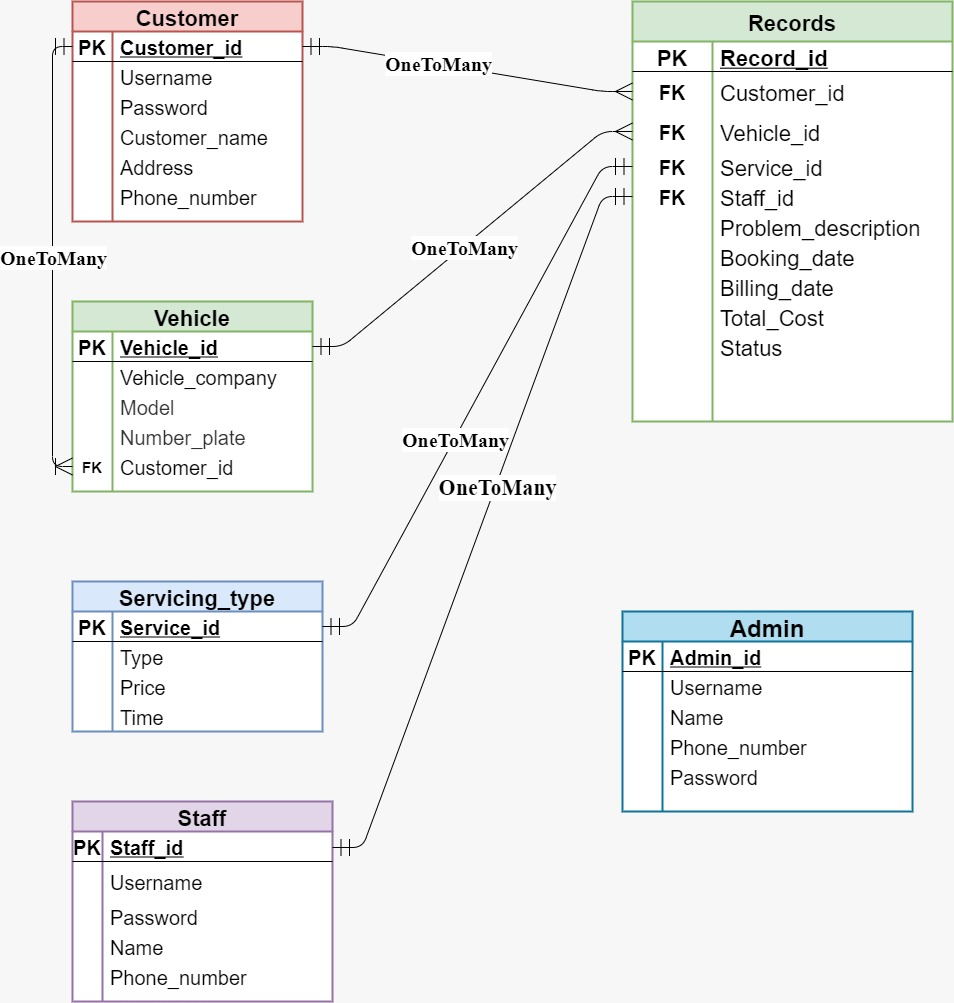 Customer
PK Customer_id
Username
Password
Customer_name
Address
Phone_number
OneToMany
Records
PK Record_id
FK Customer_id
FK Vehicle_id
FK Service_id
FK Staff_id
Problem_description
Booking_date
Billing_date
Total_Cost
Status
OneToMany
OneToMany
Vehicle
PK Vehicle_id
Vehicle_company
Model
Number_plate
FK Customer_id
OneToMany
OneToMany
Servicing_type
PK Service_id
Type
Price
Time
Admin
PK Admin_id
Username
Name
Phone_number
Password
Staff
PK Staff_id
Username
Password
Name
Phone_number